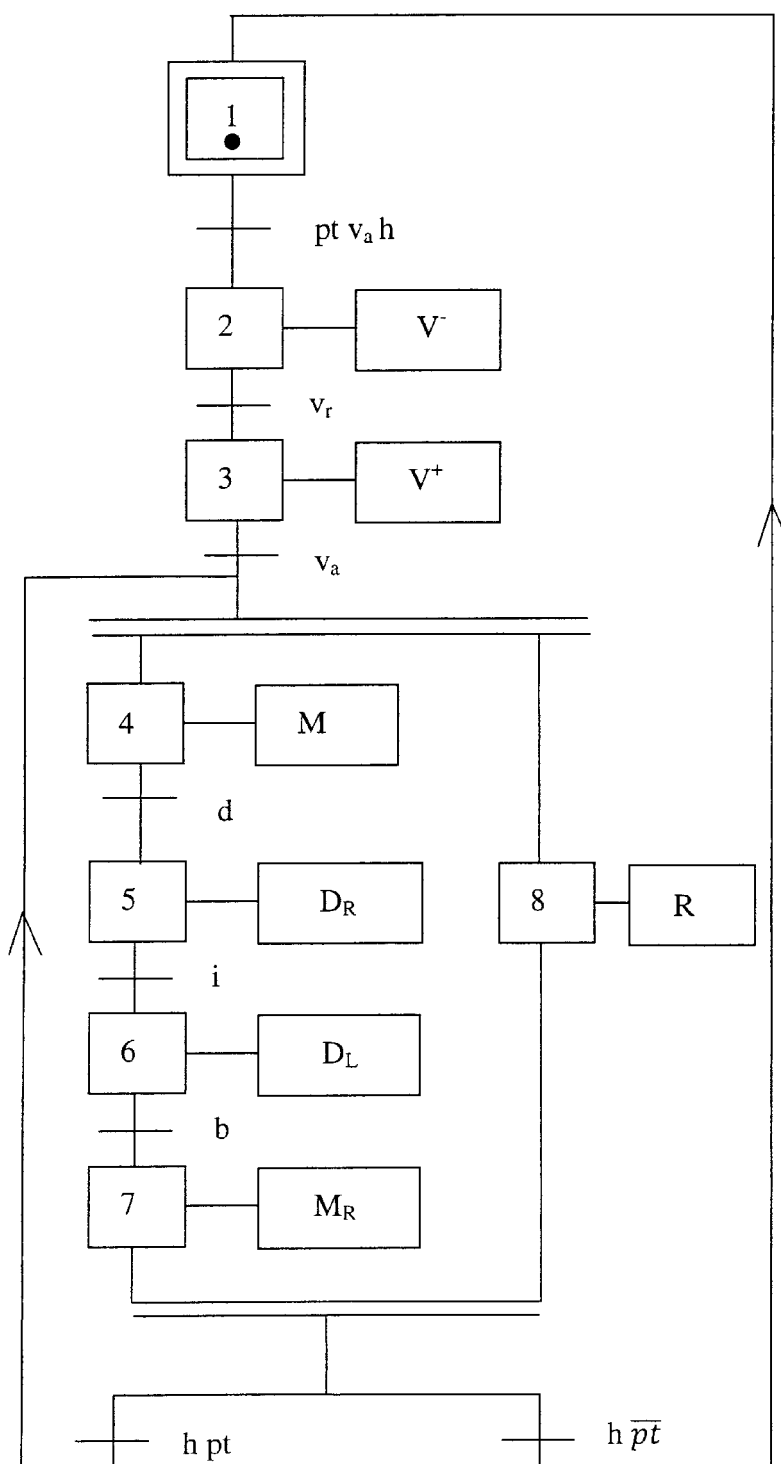 1
pt vₐ h
2 V⁻
vᵣ
3 V⁺
vₐ
4 M
d
5 D_R 8 R
i
6 D_L
b
7 M_R
h pt h p̅t̅